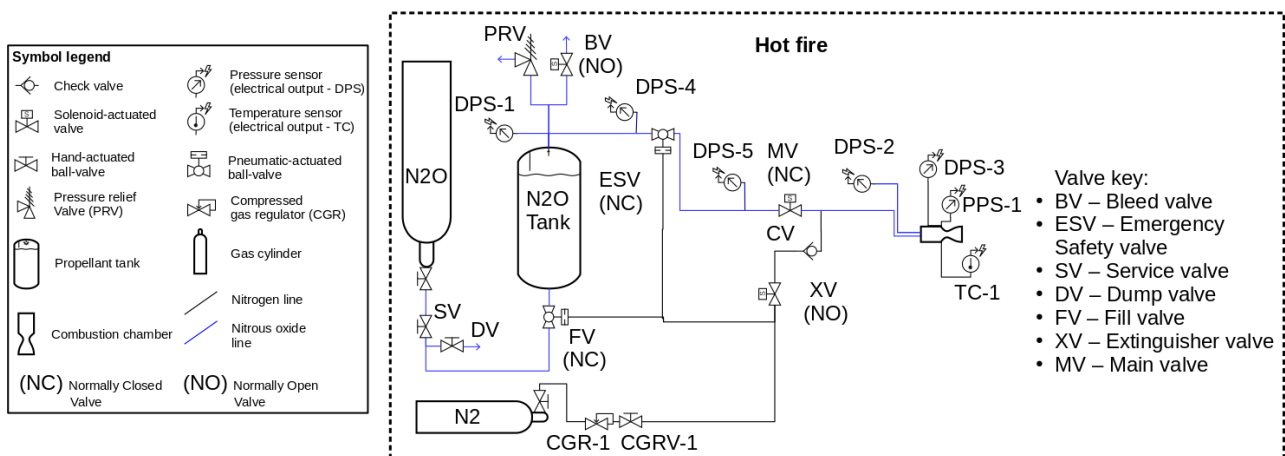 Symbol legend
Check valve
Solenoid-actuated
valve
Hand-actuated
ball-valve
Pressure relief
Valve (PRV)
Propellant tank
Combustion chamber
(NC) Normally Closed
Valve
Pressure sensor
(electrical output - DPS)
Temperature sensor
(electrical output - TC)
Pneumatic-actuated
ball-valve
Compressed
gas regulator (CGR)
Gas cylinder
Nitrogen line
Nitrous oxide
line
(NO) Normally Open
Valve
Hot fire
PRV
BV
(NO)
DPS-1
DPS-4
N2O
N2O
Tank
ESV
(NC)
DPS-5
MV
(NC)
DPS-2
DPS-3
PPS-1
CV
TC-1
SV
DV
FV
(NC)
XV
(NO)
N2
CGR-1
CGRV-1
Valve key:
• BV – Bleed valve
• ESV – Emergency
Safety valve
• SV – Service valve
• DV – Dump valve
• FV – Fill valve
• XV – Extinguisher valve
• MV – Main valve
S
S
S
S